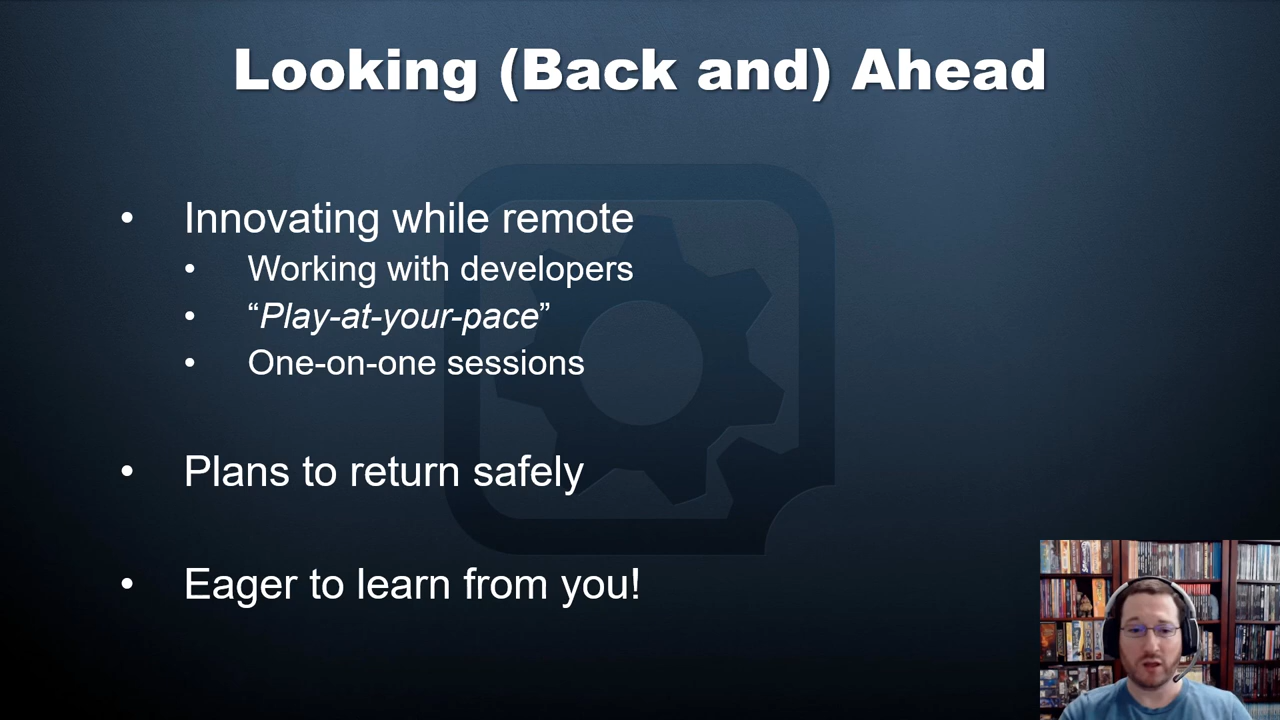 Looking (Back and) Ahead
• Innovating while remote
• Working with developers
• “Play-at-your-pace”
• One-on-one sessions
• Plans to return safely
• Eager to learn from you!